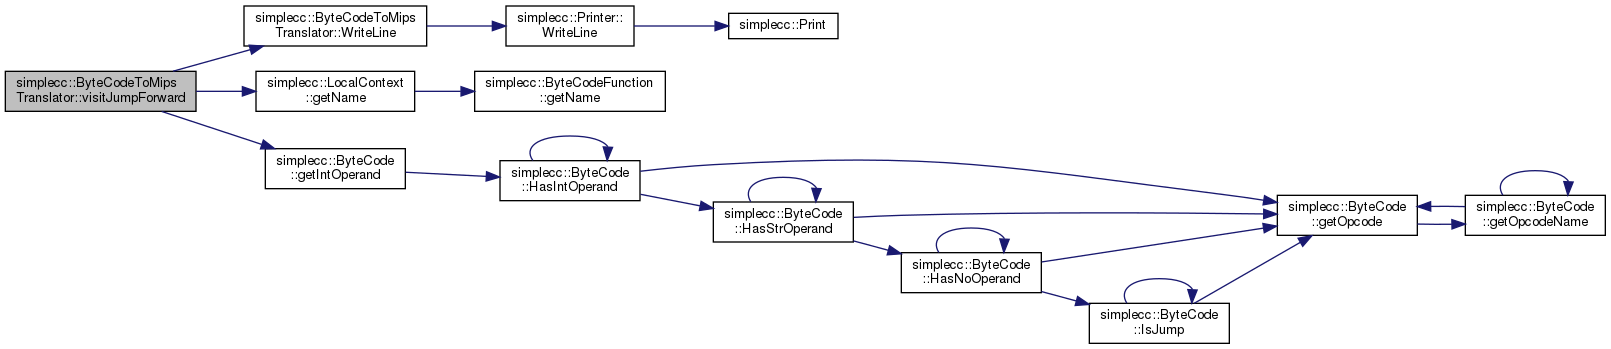 simplecc::ByteCodeToMips
Translator::visitJumpForward
simplecc::ByteCodeToMips
Translator::WriteLine
simplecc::Printer::
WriteLine
simplecc::Print
simplecc::LocalContext
::getName
simplecc::ByteCodeFunction
::getName
simplecc::ByteCode
::getIntOperand
simplecc::ByteCode
::HasIntOperand
simplecc::ByteCode
::HasStrOperand
simplecc::ByteCode
::HasNoOperand
simplecc::ByteCode
::IsJump
simplecc::ByteCode
::getOpcode
simplecc::ByteCode
::getOpcodeName